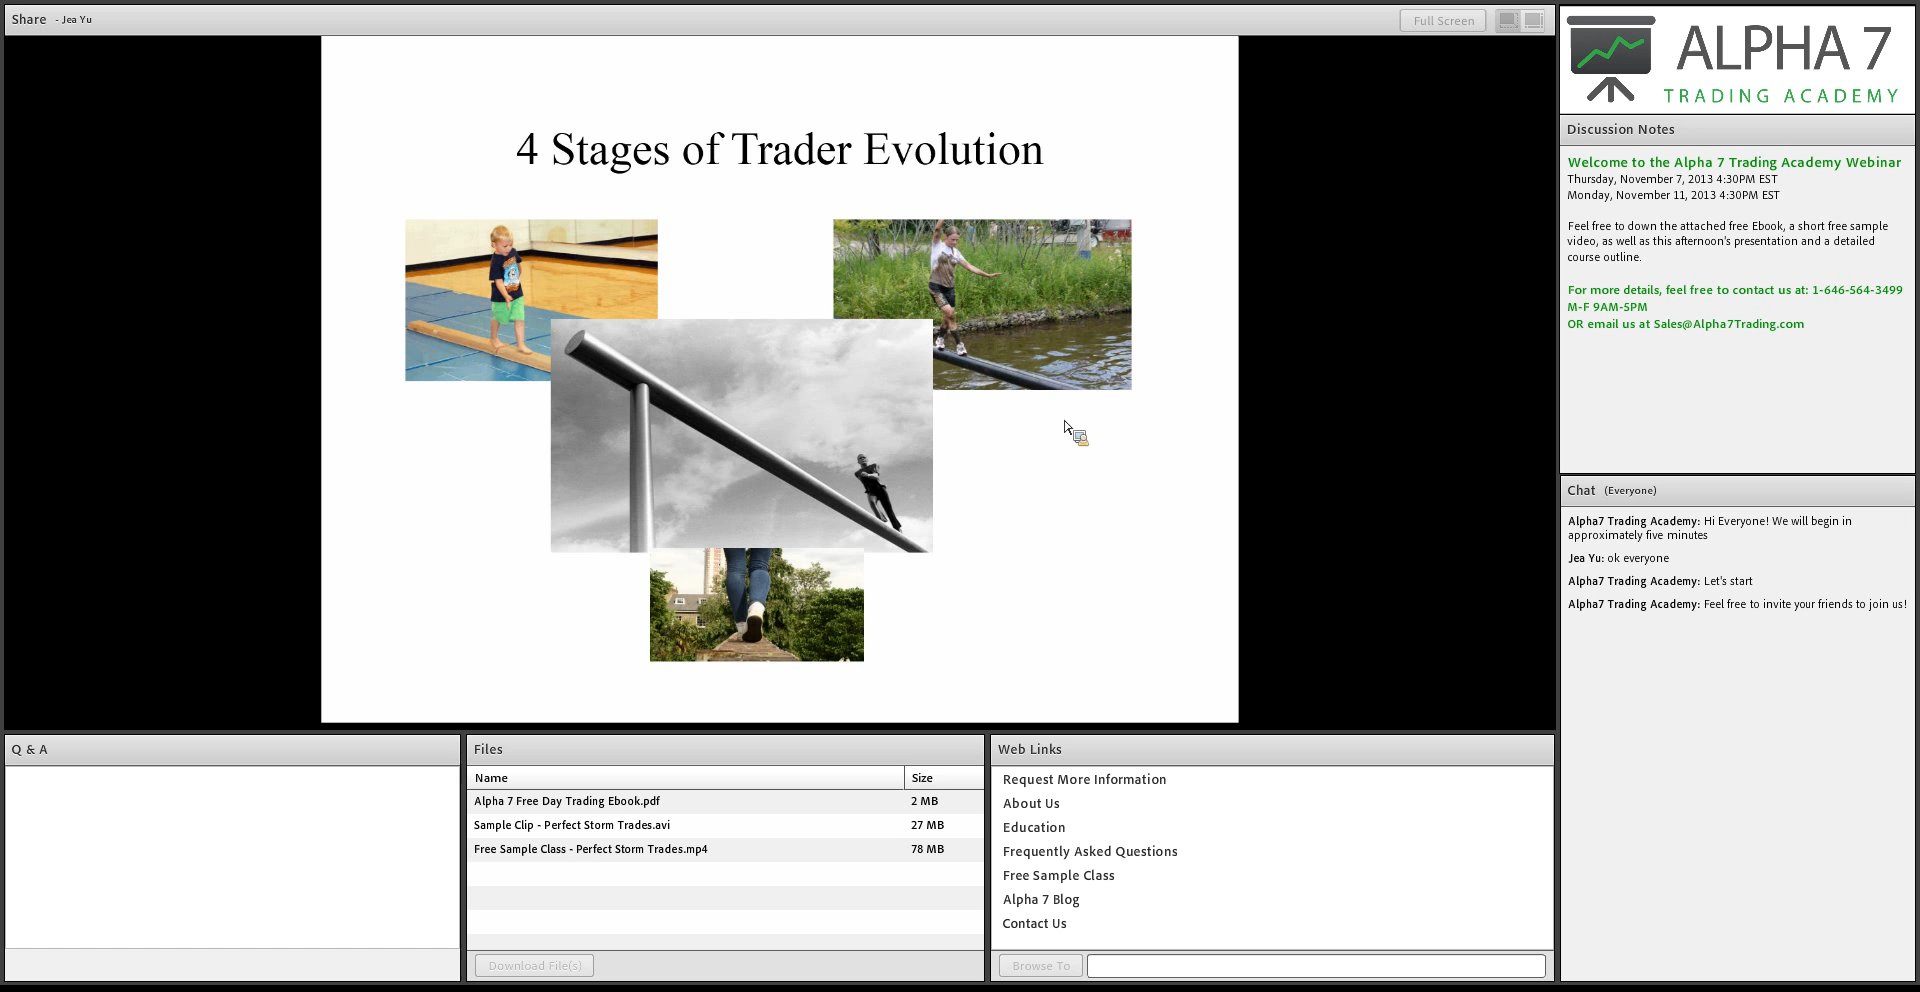 Share - Jea Yu
Full Screen
4 Stages of Trader Evolution
ALPHA 7
TRADING ACADEMY
Discussion Notes
Welcome to the Alpha 7 Trading Academy Webinar
Thursday, November 7, 2013 4:30PM EST
Monday, November 11, 2013 4:30PM EST
Feel free to down the attached free Ebook, a short free sample
video, as well as this afternoon's presentation and a detailed
course outline.
For more details, feel free to contact us at: 1-646-564-3499
M-F 9AM-5PM
OR email us at Sales@Alpha7Trading.com
Chat (Everyone)
Alpha7 Trading Academy: Hi Everyone! We will begin in
approximately five minutes
Jea Yu: ok everyone
Alpha7 Trading Academy: Let's start
Alpha7 Trading Academy: Feel free to invite your friends to join us!
Q & A
Files
Name Size
Alpha 7 Free Day Trading Ebook.pdf 2 MB
Sample Clip - Perfect Storm Trades.avi 27 MB
Free Sample Class - Perfect Storm Trades.mp4 78 MB
Download File(s)
Web Links
Request More Information
About Us
Education
Frequently Asked Questions
Free Sample Class
Alpha 7 Blog
Contact Us
Browse To